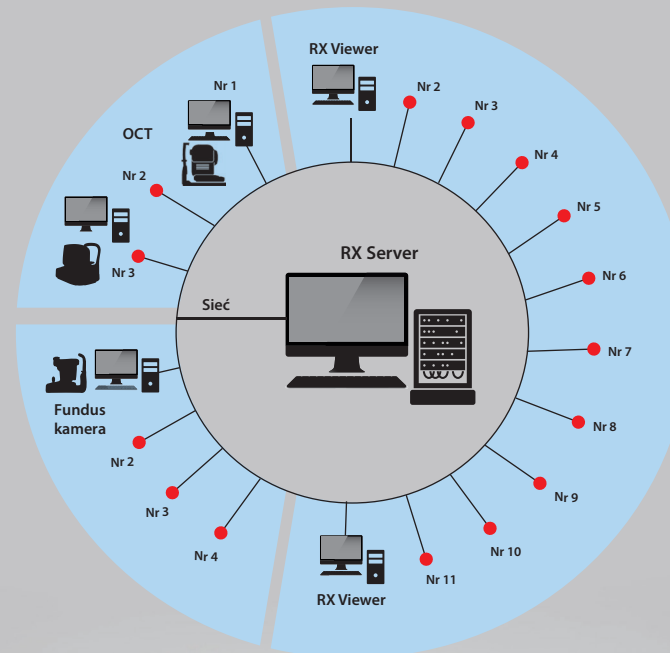 RX Viewer
Nr 2
Nr 3
Nr 4
Nr 5
Nr 6
Nr 7
Nr 8
Nr 9
Nr 10
Nr 11
RX Viewer
Nr 1
OCT
Nr 2
Nr 3
RX Server
Sieć
Fundus
kamera
Nr 2
Nr 3
Nr 4